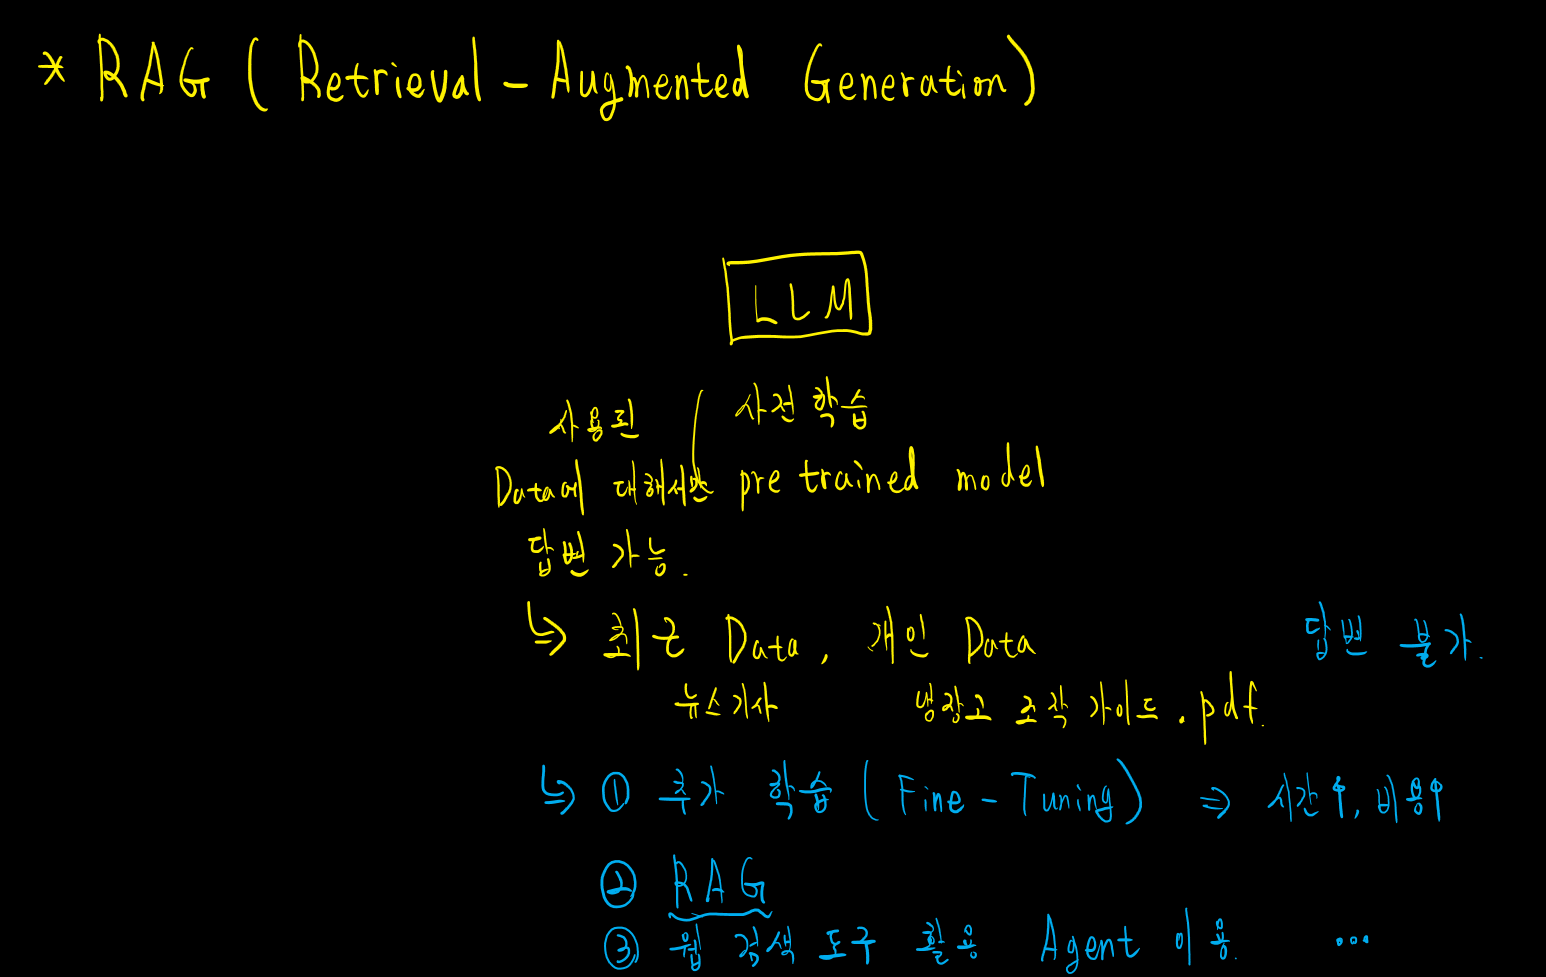 * RAG ( Retrieval - Augmented Generation )
LLM
사전 학습
pre trained model
사용된
Data에 대해서만
답변 가능.
↳ 최근 Data, 개인 Data 답변 불가.
뉴스기사 냉장고 조작 가이드.pdf.
↳ ① 추가 학습 ( Fine - Tuning ) ⇒ 시간↑, 비용↑
② RAG
③ 웹 검색 도구 활용 Agent 이용. ...